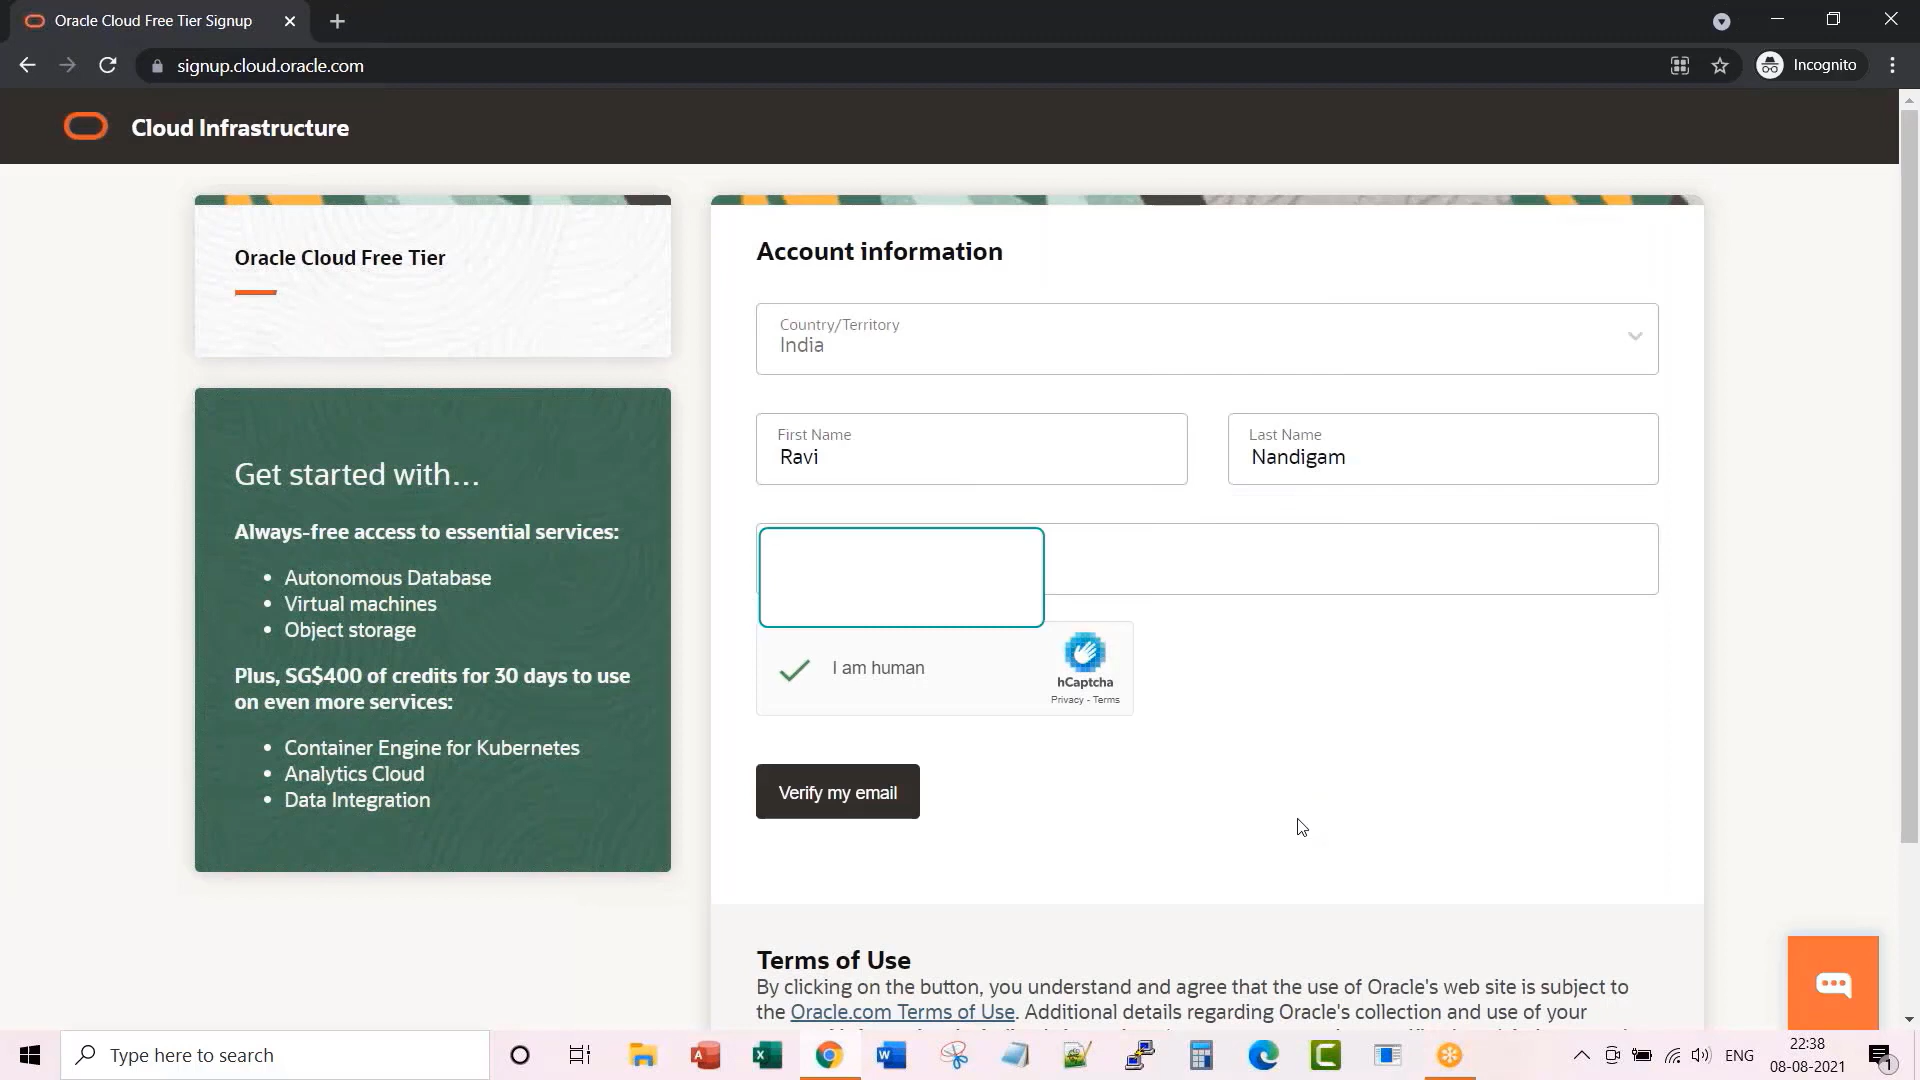 Oracle Cloud Free Tier Signup
signup.cloud.oracle.com
Incognito
Cloud Infrastructure
Oracle Cloud Free Tier
Get started with...
Always-free access to essential services:
• Autonomous Database
• Virtual machines
• Object storage
Plus, SG$400 of credits for 30 days to use
on even more services:
• Container Engine for Kubernetes
• Analytics Cloud
• Data Integration
Account information
Country/Territory
India
First Name
Ravi
Last Name
Nandigam
I am human
hCaptcha
Privacy - Terms
Verify my email
Terms of Use
By clicking on the button, you understand and agree that the use of Oracle's web site is subject to
the Oracle.com Terms of Use. Additional details regarding Oracle's collection and use of your
Type here to search
ENG
22:38
08-08-2021
1